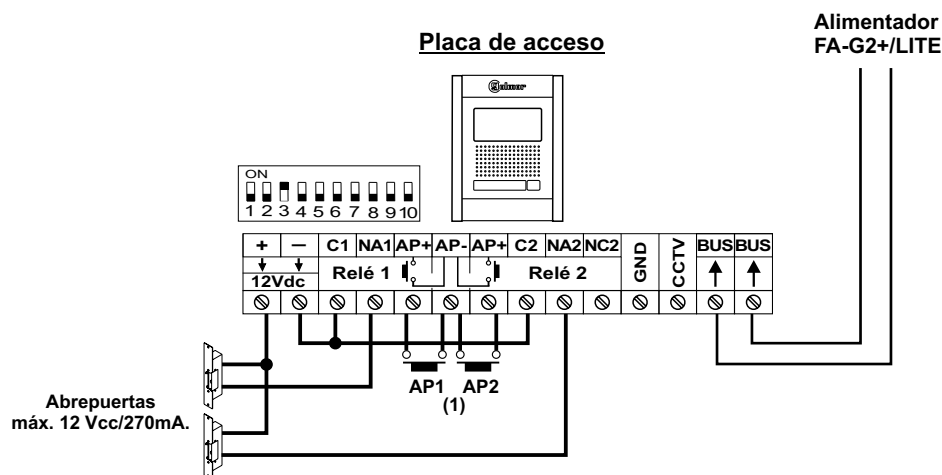 Alimentador
FA-G2+/LITE
Placa de acceso
Golmar
ON
1 2 3 4 5 6 7 8 9 10
+ — C1 NA1 AP+ AP- AP+ C2 NA2 NC2 GND CCTV BUS BUS
12Vdc Relé 1 Relé 2
AP1 AP2
(1)
Abrepuertas
máx. 12 Vcc/270mA.